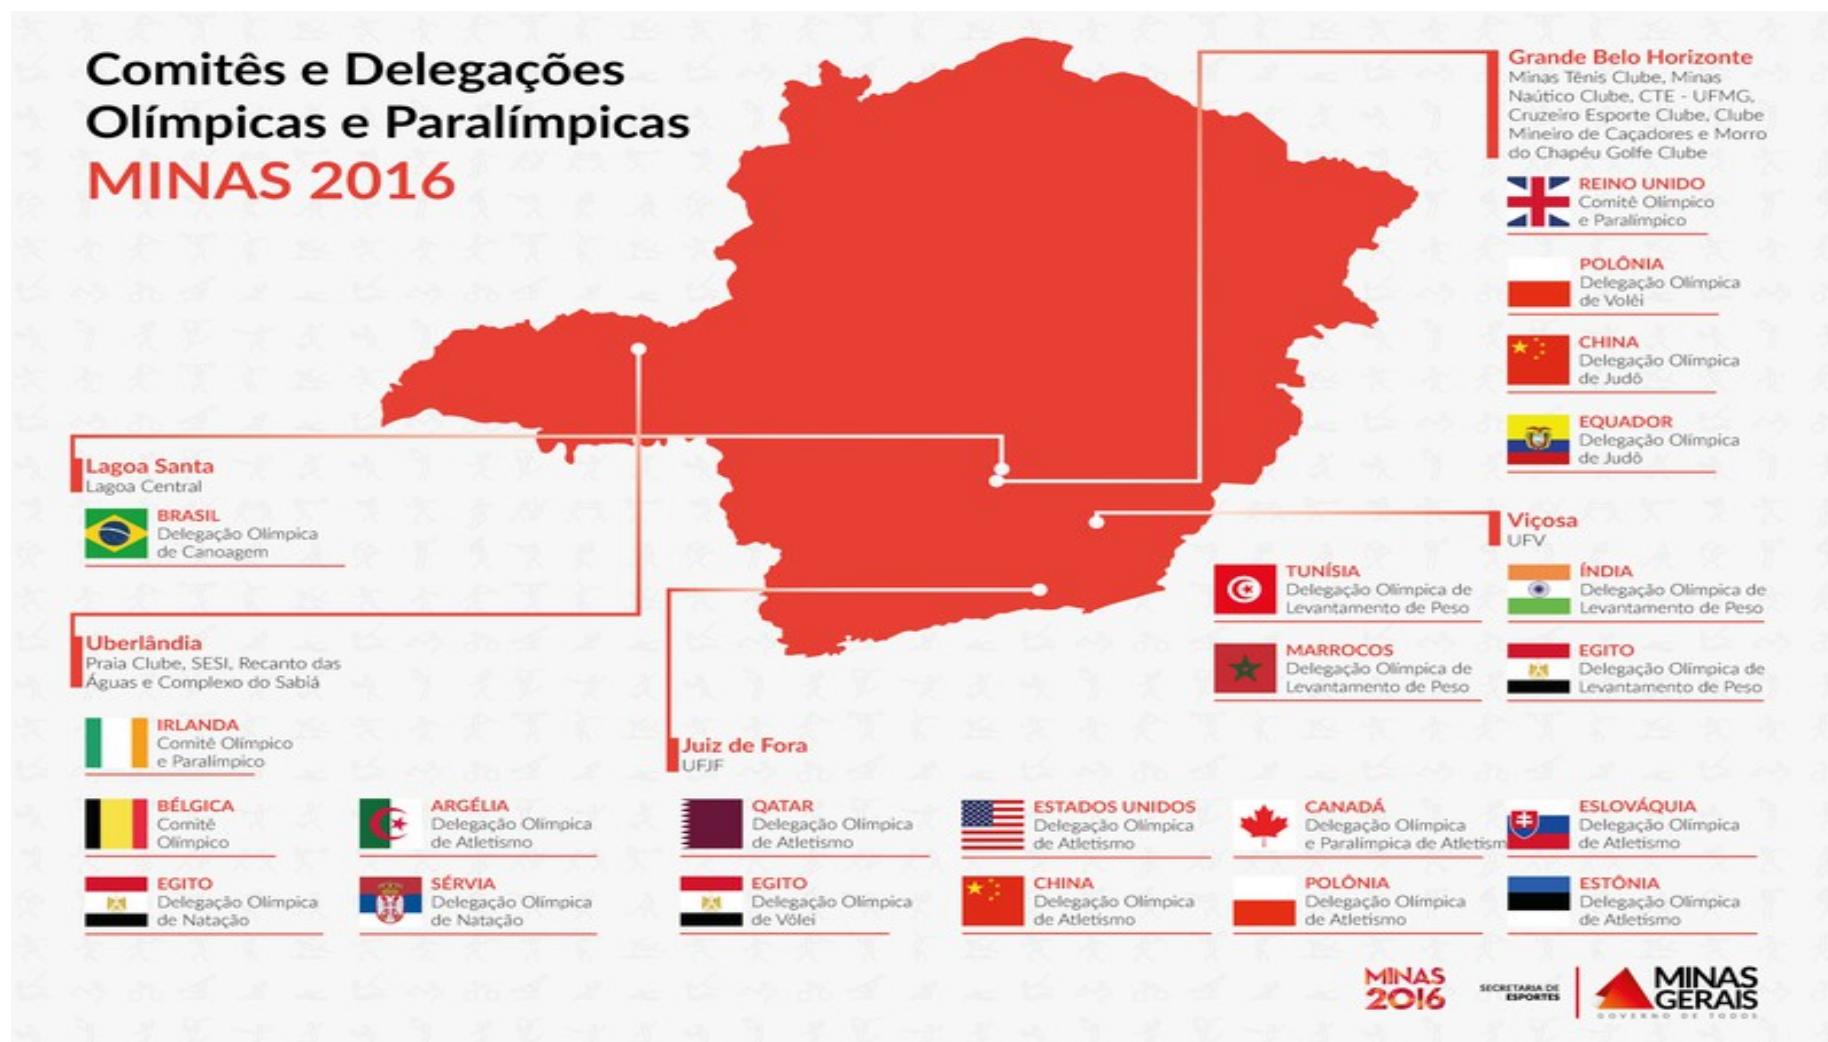 Comitês e Delegações
Olímpicas e Paralímpicas
MINAS 2016
Grande Belo Horizonte
Minas Tênis Clube, Minas
Naútico Clube, CTE - UFMG,
Cruzeiro Esporte Clube, Clube
Mineiro de Caçadores e Morro
do Chapéu Golfe Clube
REINO UNIDO
Comitê Olímpico
e Paralímpico
POLÔNIA
Delegação Olímpica
de Volêi
CHINA
Delegação Olímpica
de Judô
EQUADOR
Delegação Olímpica
de Judô
Lagoa Santa
Lagoa Central
BRASIL
Delegação Olímpica
de Canoagem
Viçosa
UFV
TUNÍSIA
Delegação Olímpica de
Levantamento de Peso
ÍNDIA
Delegação Olímpica de
Levantamento de Peso
MARROCOS
Delegação Olímpica de
Levantamento de Peso
EGITO
Delegação Olímpica de
Levantamento de Peso
Uberlândia
Praia Clube, SESI, Recanto das
Águas e Complexo do Sabiá
IRLANDA
Comitê Olímpico
e Paralímpico
BÉLGICA
Comitê
Olímpico
ARGÉLIA
Delegação Olímpica
de Atletismo
EGITO
Delegação Olímpica
de Natação
SÉRVIA
Delegação Olímpica
de Natação
Juiz de Fora
UFJF
QATAR
Delegação Olímpica
de Atletismo
ESTADOS UNIDOS
Delegação Olímpica
de Atletismo
CANADÁ
Delegação Olímpica
e Paralímpica de Atletism
ESLOVÁQUIA
Delegação Olímpica
de Atletismo
EGITO
Delegação Olímpica
de Vôlei
CHINA
Delegação Olímpica
de Atletismo
POLÔNIA
Delegação Olímpica
de Atletismo
ESTÔNIA
Delegação Olímpica
de Atletismo
MINAS
2016
SECRETARIA DE
ESPORTES
MINAS
GERAIS
GOVERNO DE TODOS